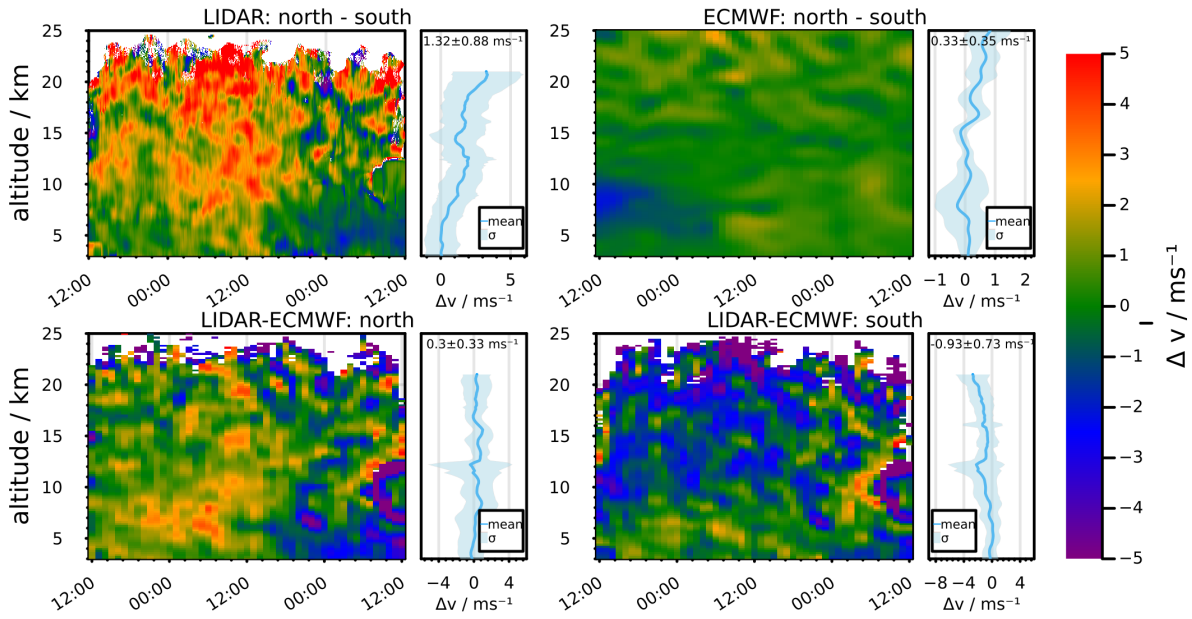 LIDAR: north - south
ECMWF: north - south
25
20
15
10
5
altitude / km
12:00
00:00
12:00
00:00
12:00
1.32±0.88 ms⁻¹
mean
σ
0
5
Δv / ms⁻¹
25
20
15
10
5
12:00
00:00
12:00
00:00
12:00
0.33±0.35 ms⁻¹
mean
σ
−1
0
1
2
Δv / ms⁻¹
LIDAR-ECMWF: north
LIDAR-ECMWF: south
25
20
15
10
5
altitude / km
12:00
00:00
12:00
00:00
12:00
0.3±0.33 ms⁻¹
mean
σ
−4
0
4
Δv / ms⁻¹
25
20
15
10
5
12:00
00:00
12:00
00:00
12:00
-0.93±0.73 ms⁻¹
mean
σ
−8
−4
0
4
Δv / ms⁻¹
5
4
3
2
1
0
−1
−2
−3
−4
−5
Δ v / ms⁻¹